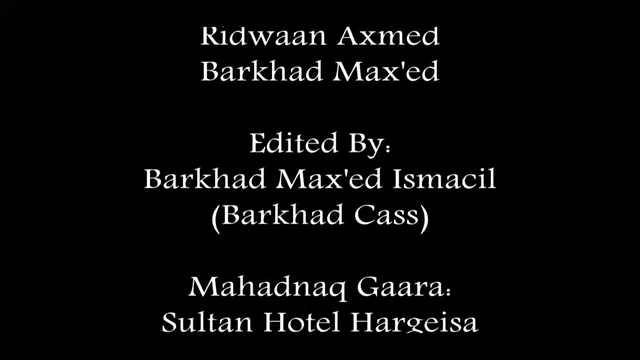 Ridwaan Axmed
Barkhad Max'ed
Edited By:
Barkhad Max'ed Ismacil
(Barkhad Cass)
Mahadnaq Gaara:
Sultan Hotel Hargeisa